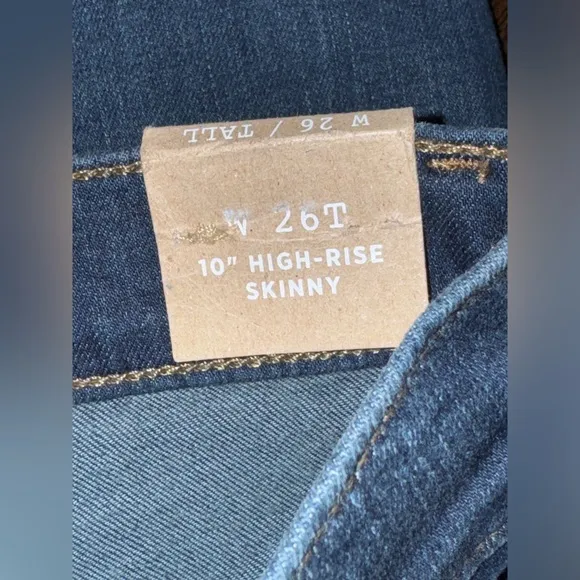 W 26 / TALL
W 26T
10" HIGH-RISE
SKINNY